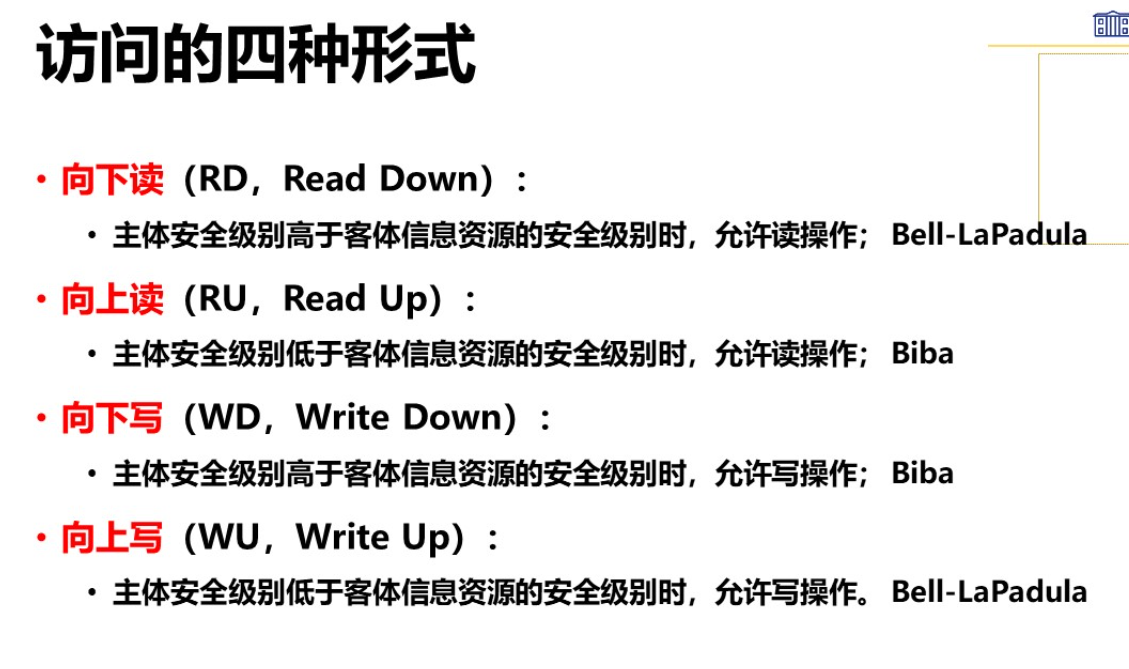 访问的四种形式
• 向下读（RD，Read Down）：
• 主体安全级别高于客体信息资源的安全级别时，允许读操作； Bell-LaPadula
• 向上读（RU，Read Up）：
• 主体安全级别低于客体信息资源的安全级别时，允许读操作； Biba
• 向下写（WD，Write Down）：
• 主体安全级别高于客体信息资源的安全级别时，允许写操作； Biba
• 向上写（WU，Write Up）：
• 主体安全级别低于客体信息资源的安全级别时，允许写操作。 Bell-LaPadula